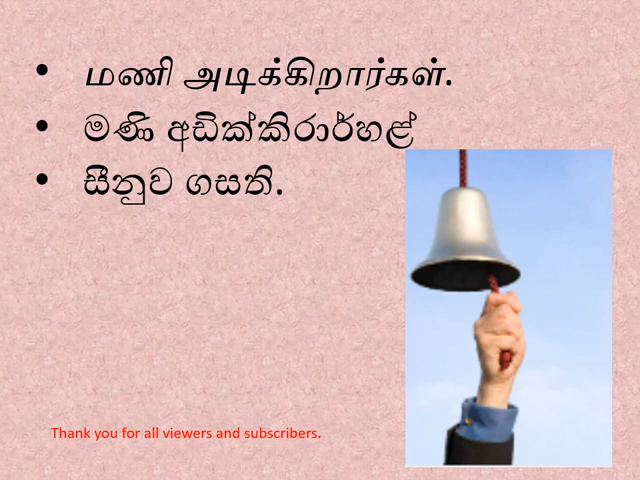 • மணி அடிக்கிறார்கள்.
• මණි අඩික්කිරාර්හළ්
• සීනුව ගසති.
Thank you for all viewers and subscribers.